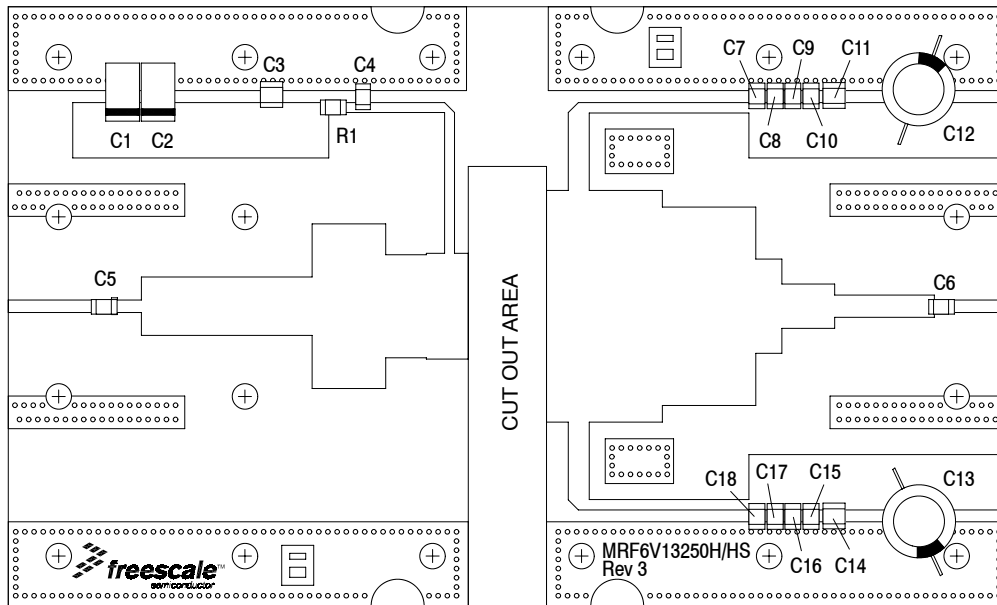 C7
C9
C11
C3
C4
C1
C2
R1
C8
C10
C12
C5
C6
CUT OUT AREA
C18
C17
C15
C13
C16
C14
MRF6V13250H/HS
Rev 3
freescale™
semiconductor